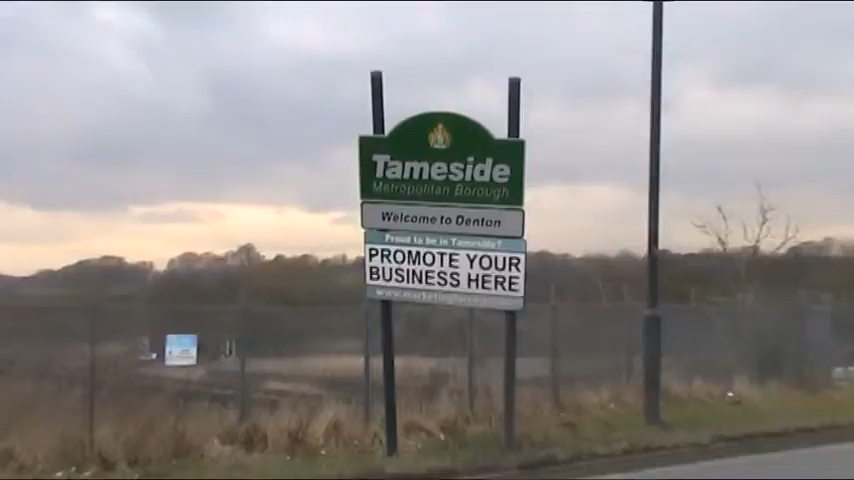 Tameside
Metropolitan Borough
Welcome to Denton
Proud to be in Tameside?
PROMOTE YOUR
BUSINESS HERE